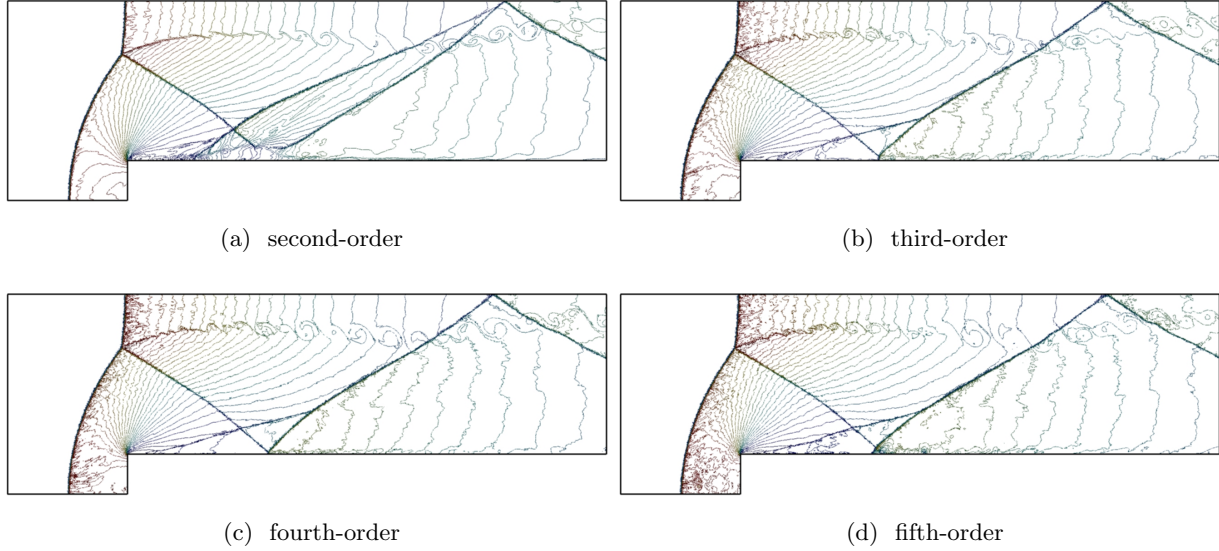 (a) second-order
(b) third-order
(c) fourth-order
(d) fifth-order